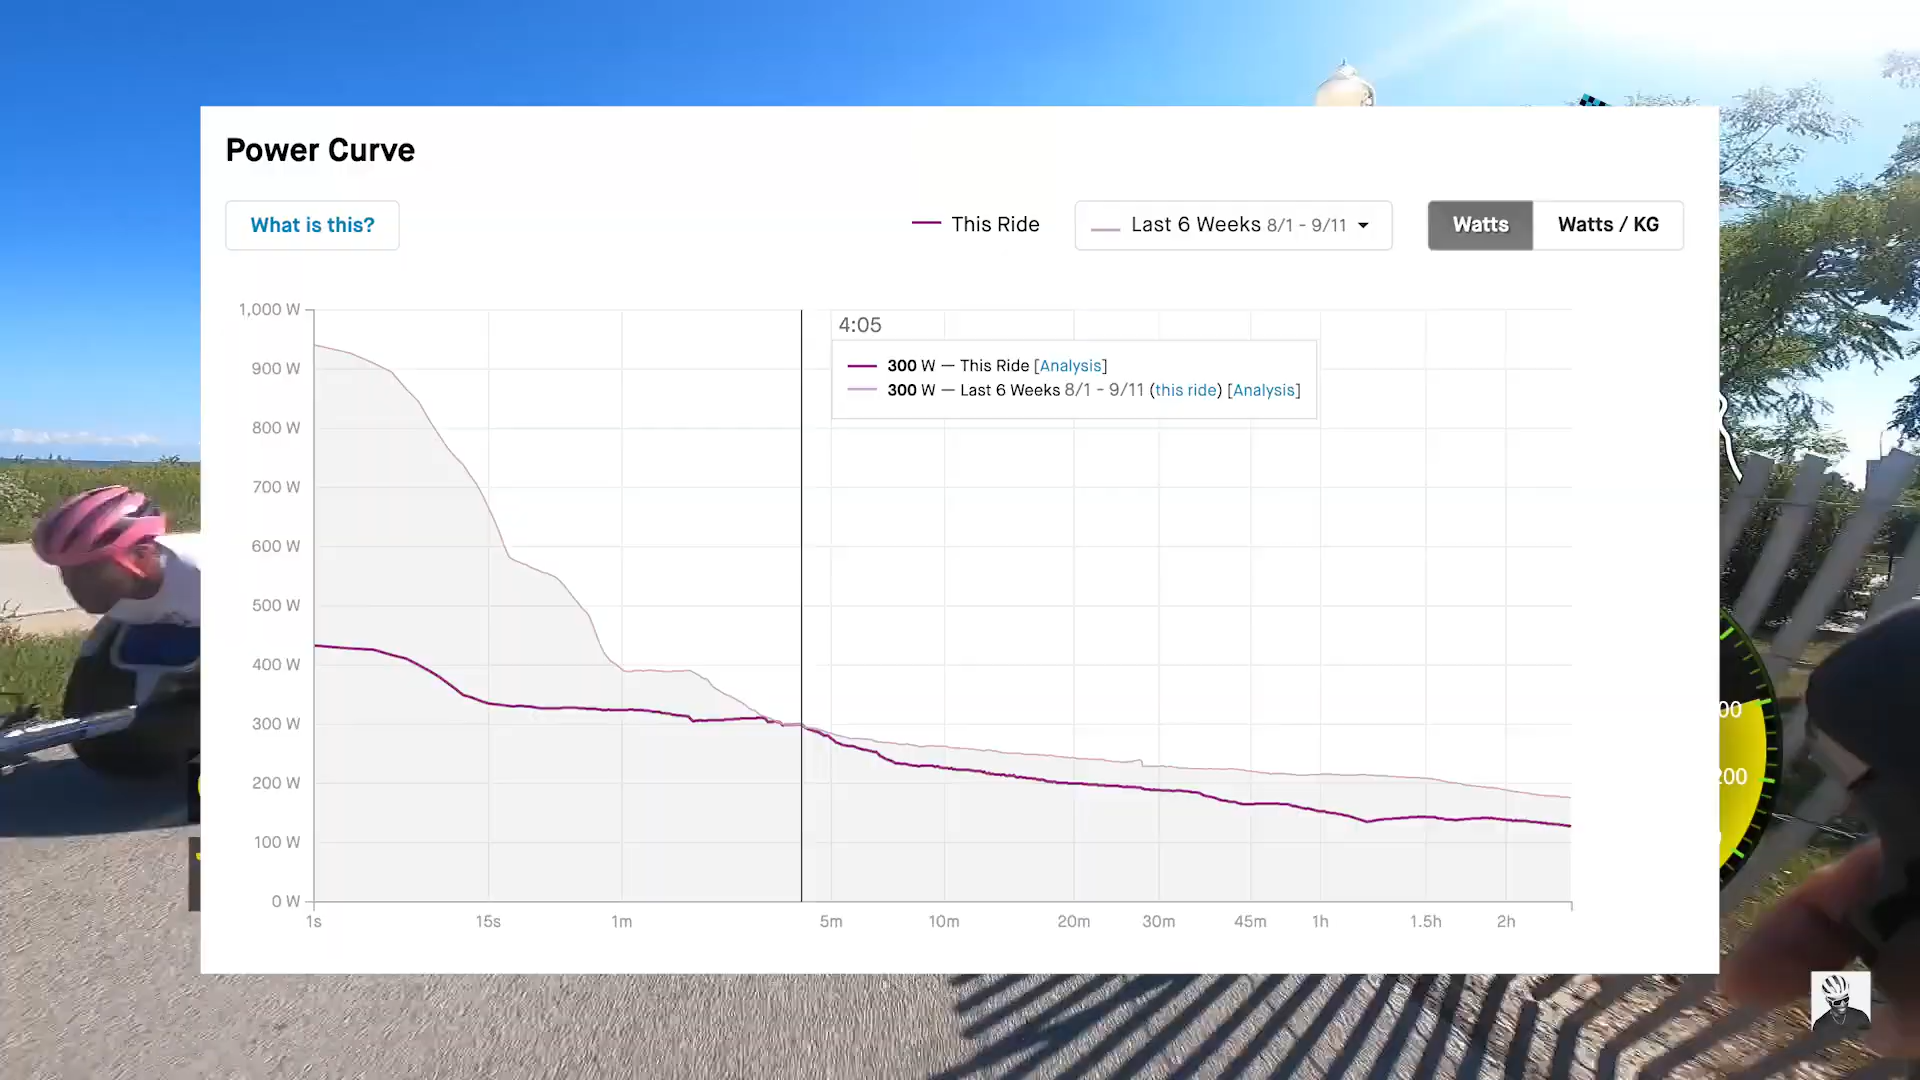 Power Curve
What is this?
This Ride
Last 6 Weeks 8/1 - 9/11
Watts
Watts / KG
1,000 W
900 W
800 W
700 W
600 W
500 W
400 W
300 W
200 W
100 W
0 W
4:05
300 W — This Ride [Analysis]
300 W — Last 6 Weeks 8/1 - 9/11 (this ride) [Analysis]
1s 15s 1m 5m 10m 20m 30m 45m 1h 1.5h 2h